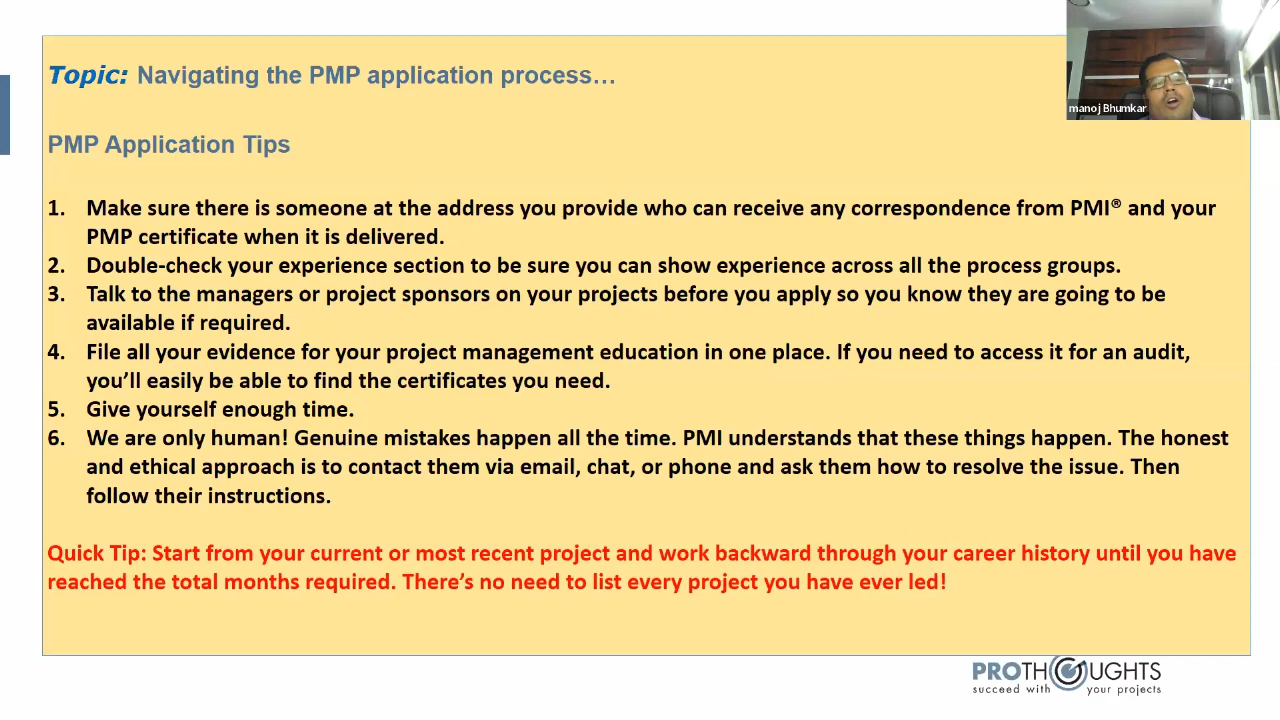 Topic: Navigating the PMP application process…
manoj Bhumkar
PMP Application Tips
1. Make sure there is someone at the address you provide who can receive any correspondence from PMI® and your
PMP certificate when it is delivered.
2. Double-check your experience section to be sure you can show experience across all the process groups.
3. Talk to the managers or project sponsors on your projects before you apply so you know they are going to be
available if required.
4. File all your evidence for your project management education in one place. If you need to access it for an audit,
you’ll easily be able to find the certificates you need.
5. Give yourself enough time.
6. We are only human! Genuine mistakes happen all the time. PMI understands that these things happen. The honest
and ethical approach is to contact them via email, chat, or phone and ask them how to resolve the issue. Then
follow their instructions.
Quick Tip: Start from your current or most recent project and work backward through your career history until you have
reached the total months required. There’s no need to list every project you have ever led!
PROTHOUGHTS
succeed with your projects